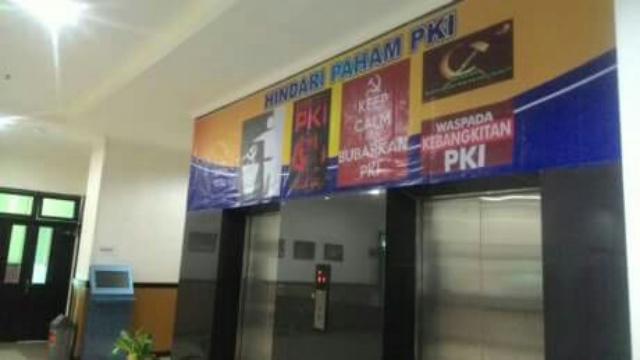 HINDARI PAHAM PKI
PKI
KEEP
CALM
BUBARKAN
PKI
WASPADA
KEBANGKITAN
PKI